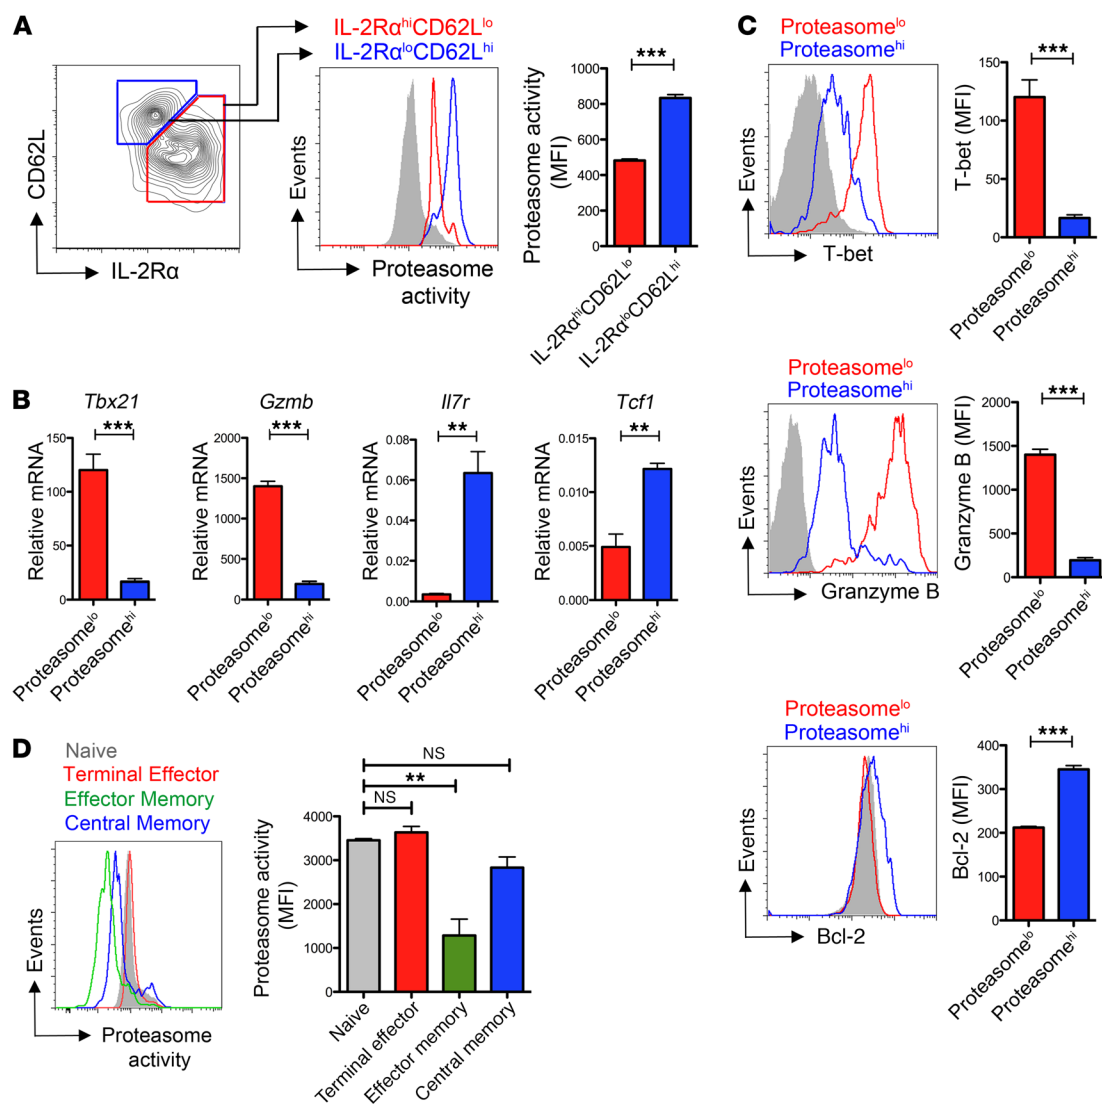 A
IL-2Rα^hiCD62L^lo
IL-2Rα^loCD62L^hi
CD62L
IL-2Rα
Events
Proteasome
activity
Proteasome activity
(MFI)
1000
800
600
400
200
0
***
IL-2Rα^hiCD62L^lo
IL-2Rα^loCD62L^hi
B
Tbx21
Relative mRNA
150
100
50
0
***
Proteasome^lo
Proteasome^hi
Gzmb
Relative mRNA
2000
1500
1000
500
0
***
Proteasome^lo
Proteasome^hi
Il7r
Relative mRNA
0.08
0.06
0.04
0.02
0.00
**
Proteasome^lo
Proteasome^hi
Tcf1
Relative mRNA
0.015
0.010
0.005
0.000
**
Proteasome^lo
Proteasome^hi
C
Proteasome^lo
Proteasome^hi
Events
T-bet
T-bet (MFI)
150
100
50
0
***
Proteasome^lo
Proteasome^hi
Proteasome^lo
Proteasome^hi
Events
Granzyme B
Granzyme B (MFI)
2000
1500
1000
500
0
***
Proteasome^lo
Proteasome^hi
Proteasome^lo
Proteasome^hi
Events
Bcl-2
Bcl-2 (MFI)
400
300
200
100
0
***
Proteasome^lo
Proteasome^hi
D
Naive
Terminal Effector
Effector Memory
Central Memory
Events
Proteasome
activity
Proteasome activity
(MFI)
4000
3000
2000
1000
0
NS
**
NS
Naive
Terminal effector
Effector memory
Central memory